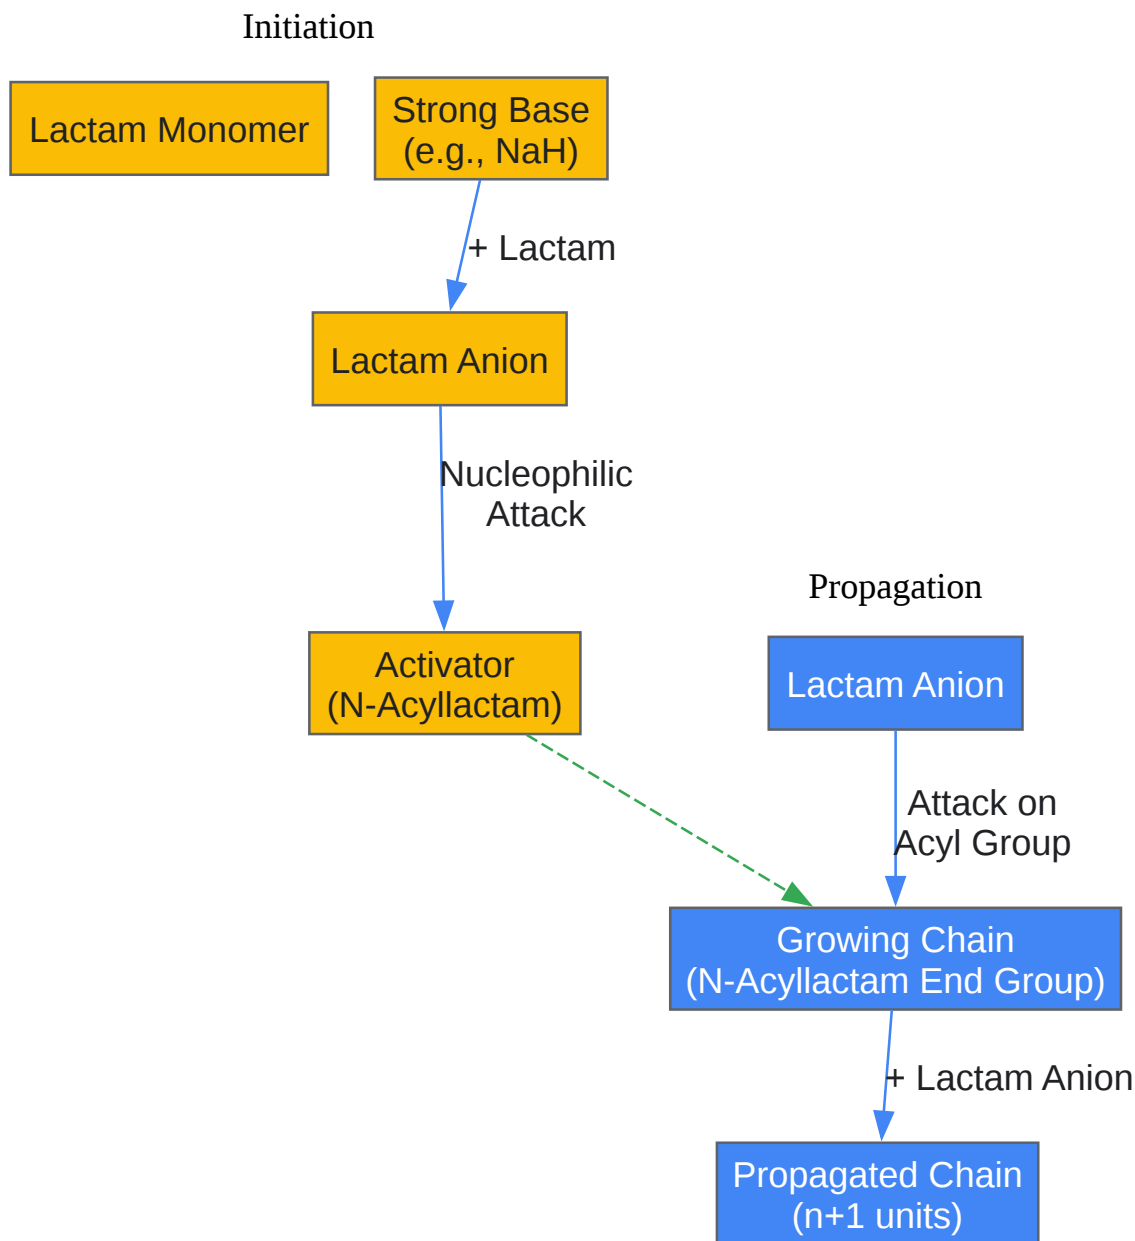 Initiation
Lactam Monomer
Strong Base
(e.g., NaH)
+ Lactam
Lactam Anion
Nucleophilic
Attack
Activator
(N-Acyllactam)
Propagation
Lactam Anion
Attack on
Acyl Group
Growing Chain
(N-Acyllactam End Group)
+ Lactam Anion
Propagated Chain
(n+1 units)